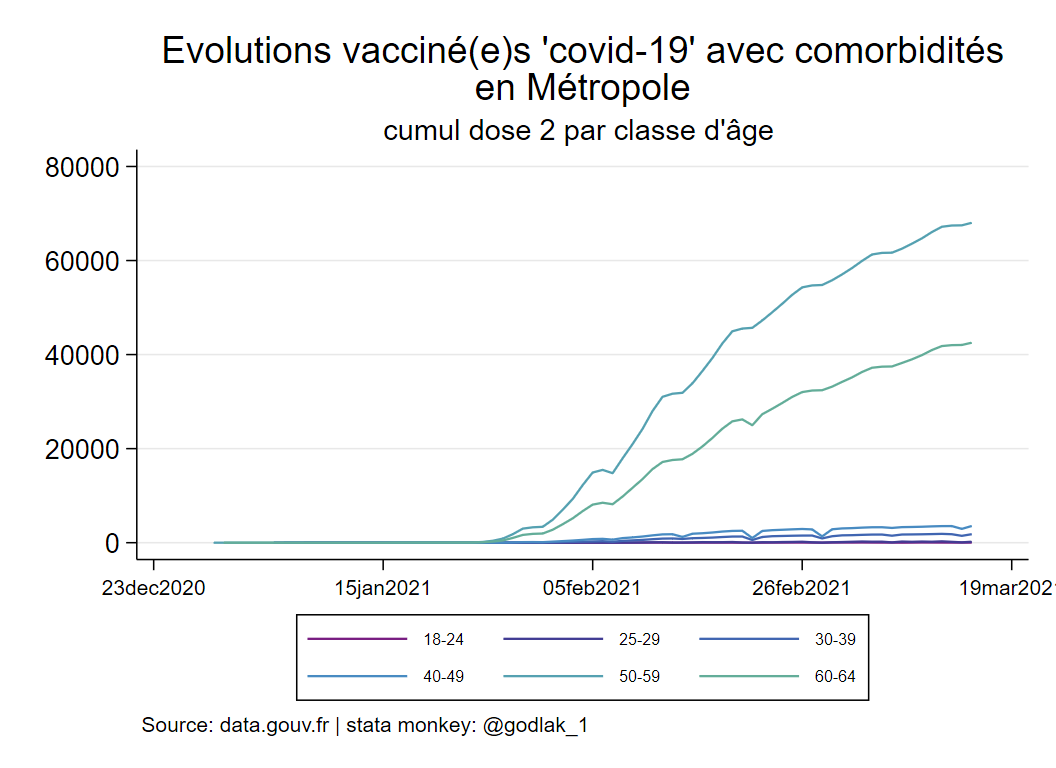 Evolutions vacciné(e)s 'covid-19' avec comorbidités
en Métropole
cumul dose 2 par classe d'âge
80000
60000
40000
20000
0
23dec2020 15jan2021 05feb2021 26feb2021 19mar202
18-24 25-29 30-39
40-49 50-59 60-64
Source: data.gouv.fr | stata monkey: @godlak_1